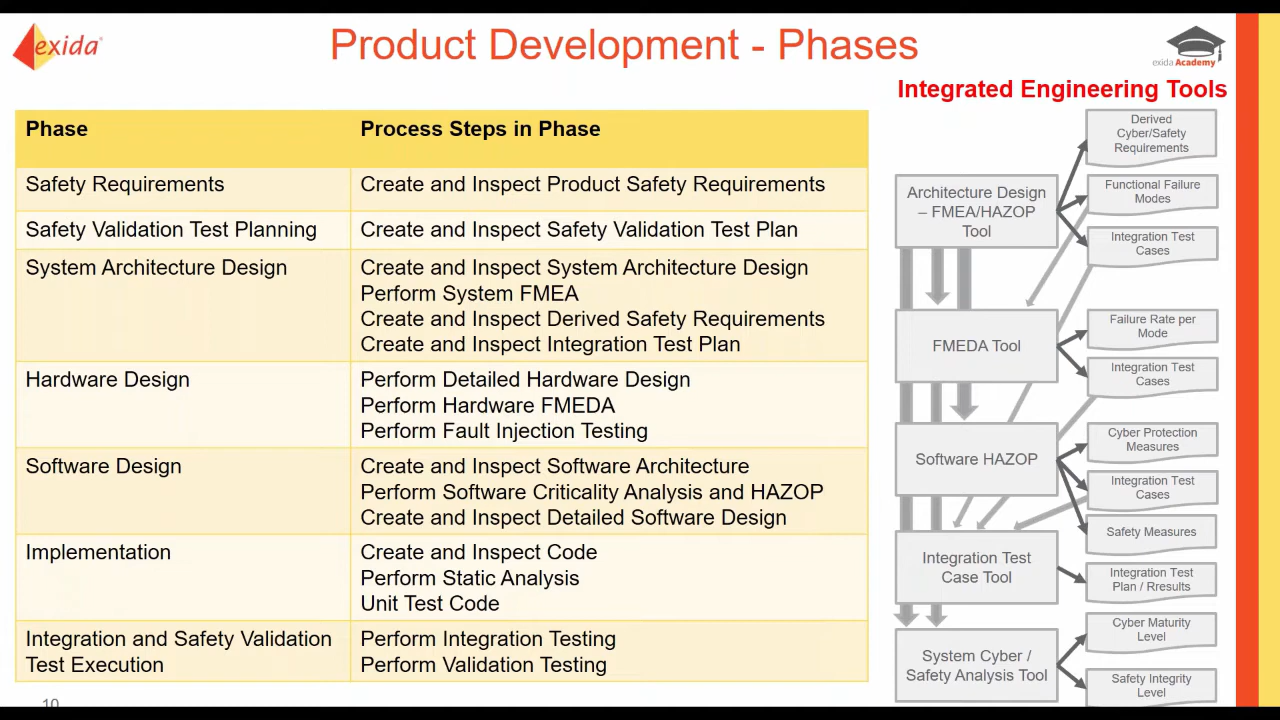 exida
Product Development - Phases
exida Academy
Integrated Engineering Tools
Phase
Process Steps in Phase
Safety Requirements
Create and Inspect Product Safety Requirements
Safety Validation Test Planning
Create and Inspect Safety Validation Test Plan
System Architecture Design
Create and Inspect System Architecture Design
Perform System FMEA
Create and Inspect Derived Safety Requirements
Create and Inspect Integration Test Plan
Hardware Design
Perform Detailed Hardware Design
Perform Hardware FMEDA
Perform Fault Injection Testing
Software Design
Create and Inspect Software Architecture
Perform Software Criticality Analysis and HAZOP
Create and Inspect Detailed Software Design
Implementation
Create and Inspect Code
Perform Static Analysis
Unit Test Code
Integration and Safety Validation
Test Execution
Perform Integration Testing
Perform Validation Testing
Architecture Design
– FMEA/HAZOP
Tool
Derived
Cyber/Safety
Requirements
Functional Failure
Modes
Integration Test
Cases
FMEDA Tool
Failure Rate per
Mode
Integration Test
Cases
Software HAZOP
Cyber Protection
Measures
Integration Test
Cases
Safety Measures
Integration Test
Case Tool
Integration Test
Plan / Rresults
System Cyber /
Safety Analysis Tool
Cyber Maturity
Level
Safety Integrity
Level
10